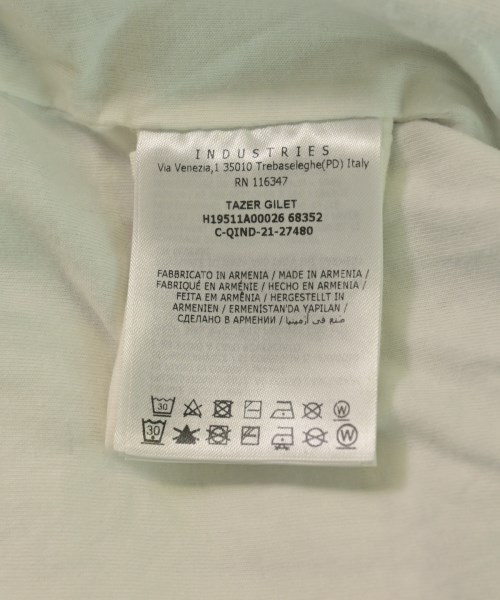 INDUSTRIES
Via Venezia,1 35010 Trebaseleghe(PD) Italy
RN 116347
TAZER GILET
H19511A00026 68352
C-QIND-21-27480
FABBRICATO IN ARMENIA / MADE IN ARMENIA /
FABRIQUÉ EN ARMÉNIE / HECHO EN ARMENIA /
FEITA EM ARMÊNIA / HERGESTELLT IN
ARMENIEN / ERMENISTAN'DA YAPILAN /
СДЕЛАНО В АРМЕНИИ / صنع في أرمينيا
30 W
30 W